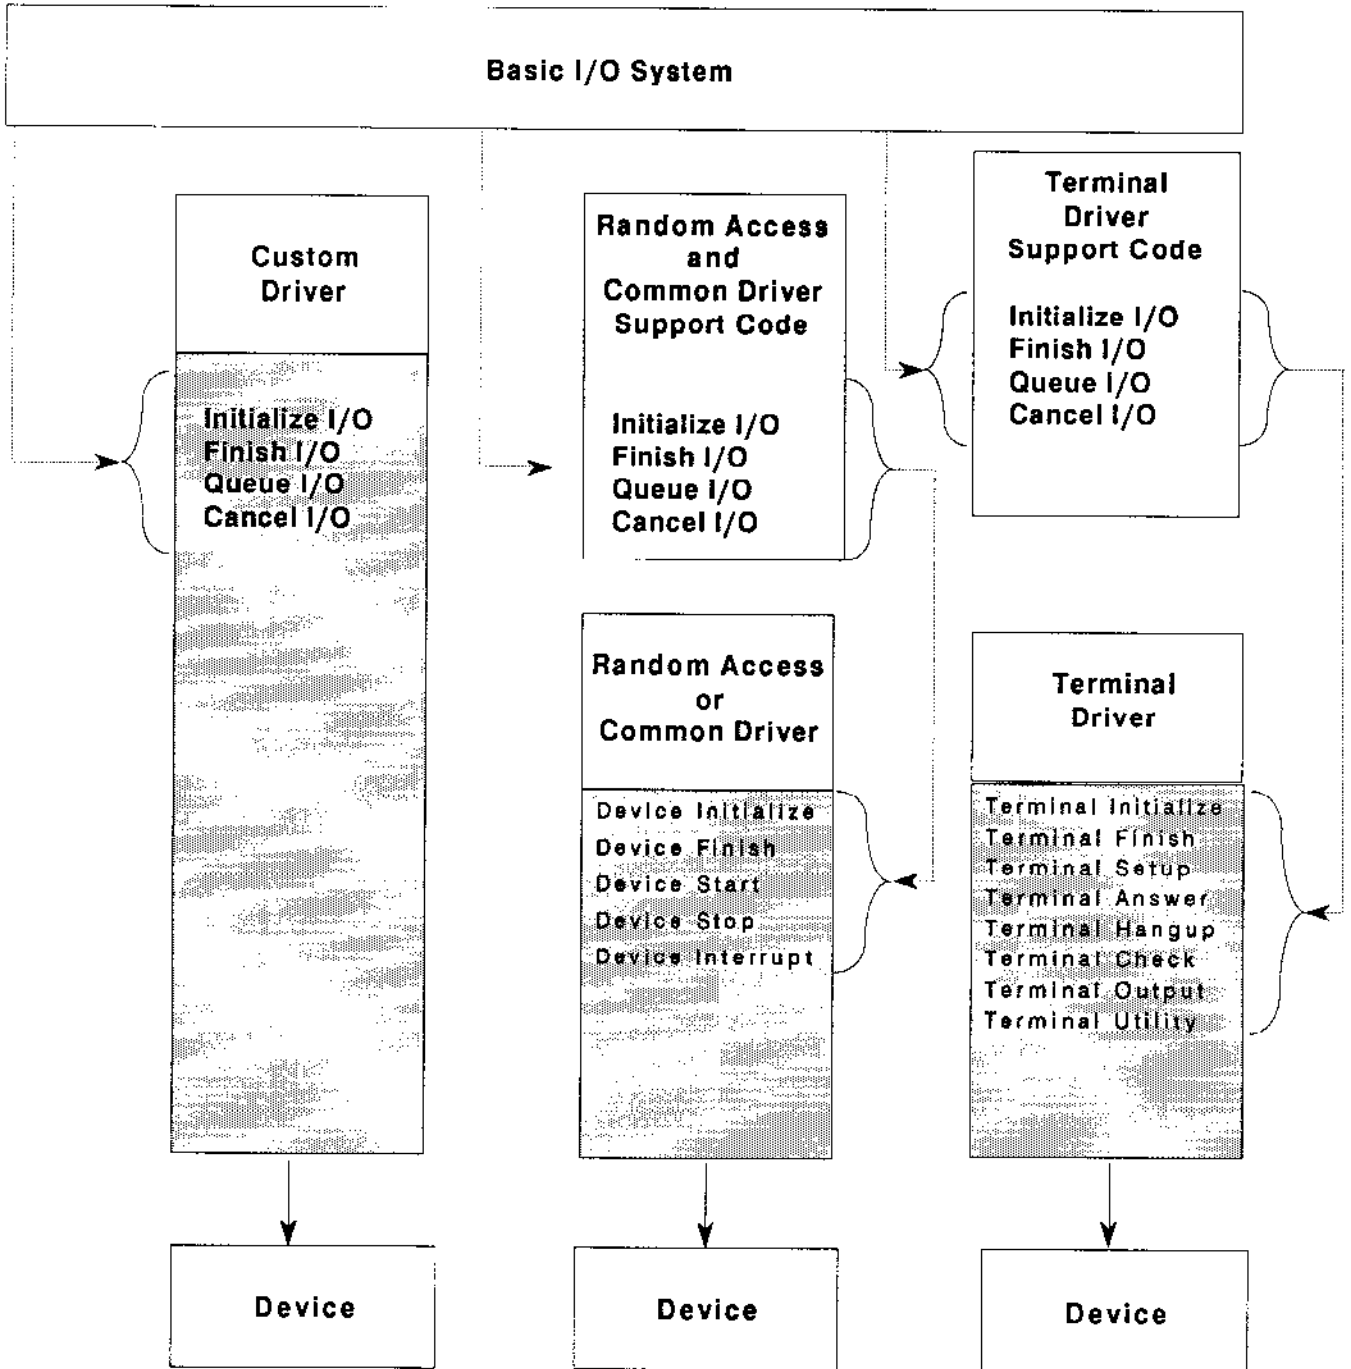 Basic I/O System
Custom
Driver
Initialize I/O
Finish I/O
Queue I/O
Cancel I/O
Random Access
and
Common Driver
Support Code
Initialize I/O
Finish I/O
Queue I/O
Cancel I/O
Terminal
Driver
Support Code
Initialize I/O
Finish I/O
Queue I/O
Cancel I/O
Random Access
or
Common Driver
Device Initialize
Device Finish
Device Start
Device Stop
Device Interrupt
Terminal
Driver
Terminal Initialize
Terminal Finish
Terminal Setup
Terminal Answer
Terminal Hangup
Terminal Check
Terminal Output
Terminal Utility
Device
Device
Device